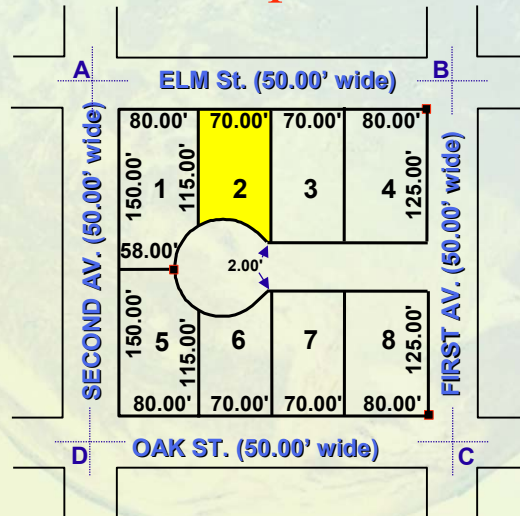 A
B
ELM St. (50.00' wide)
80.00' 70.00' 70.00' 80.00'
SECOND AV. (50.00' wide)
150.00'
1
115.00'
2
3
4
125.00'
FIRST AV. (50.00' wide)
58.00'
2.00'
150.00'
5
115.00'
6
7
8
125.00'
80.00' 70.00' 70.00' 80.00'
D
OAK ST. (50.00' wide)
C